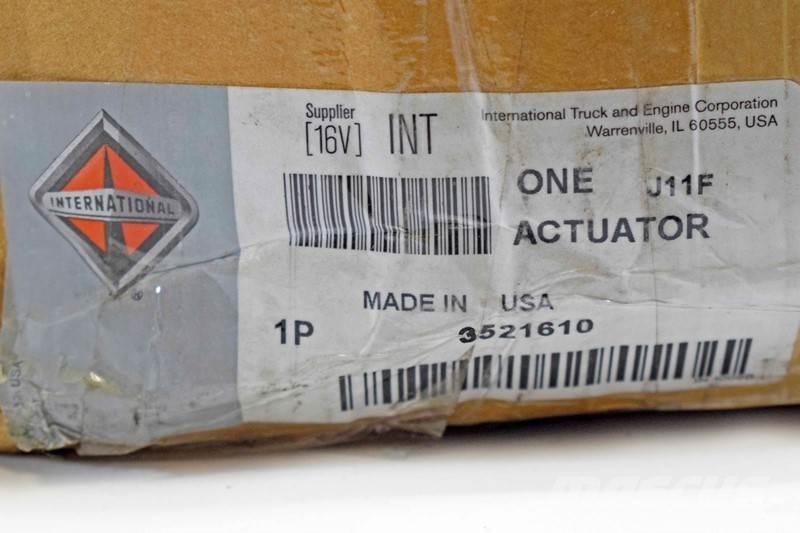 Supplier
[16V] INT
International Truck and Engine Corporation
Warrenville, IL 60555, USA
INTERNATIONAL
®
ONE J11F
ACTUATOR
MADE IN USA
1P 3521610